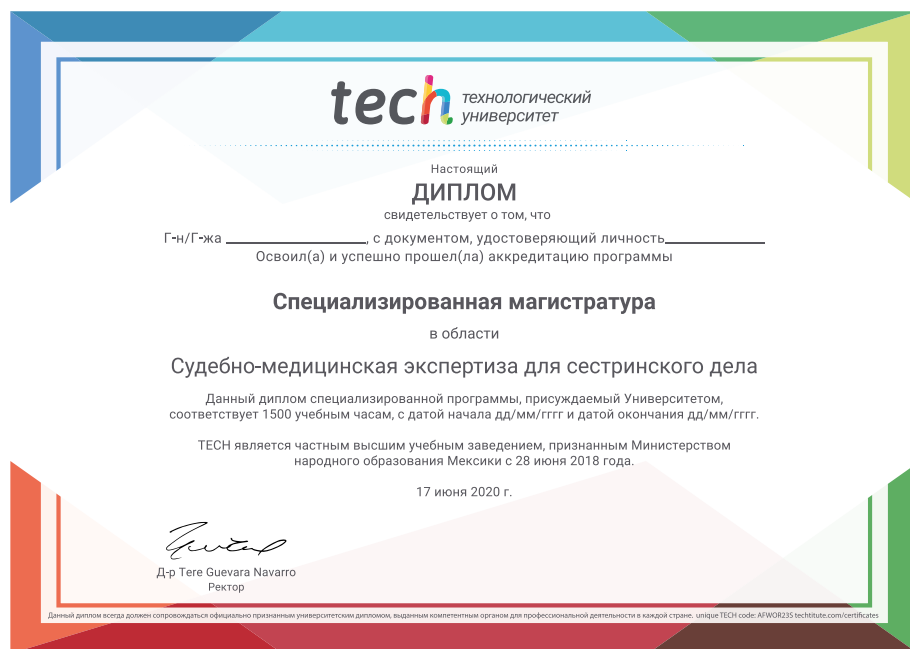 tech технологический
университет
Настоящий
ДИПЛОМ
свидетельствует о том, что
Г-н/Г-жа ____________, с документом, удостоверяющий личность____________
Освоил(а) и успешно прошел(ла) аккредитацию программы
Специализированная магистратура
в области
Судебно-медицинская экспертиза для сестринского дела
Данный диплом специализированной программы, присуждаемый Университетом,
соответствует 1500 учебным часам, с датой начала дд/мм/гггг и датой окончания дд/мм/гггг.
TECH является частным высшим учебным заведением, признанным Министерством
народного образования Мексики с 28 июня 2018 года.
17 июня 2020 г.
Д-р Tere Guevara Navarro
Ректор
Данный диплом всегда должен сопровождаться официально признанным университетским дипломом, выданным компетентным органом для профессиональной деятельности в каждой стране. unique TECH code: AFWOR23S techtitute.com/certificates